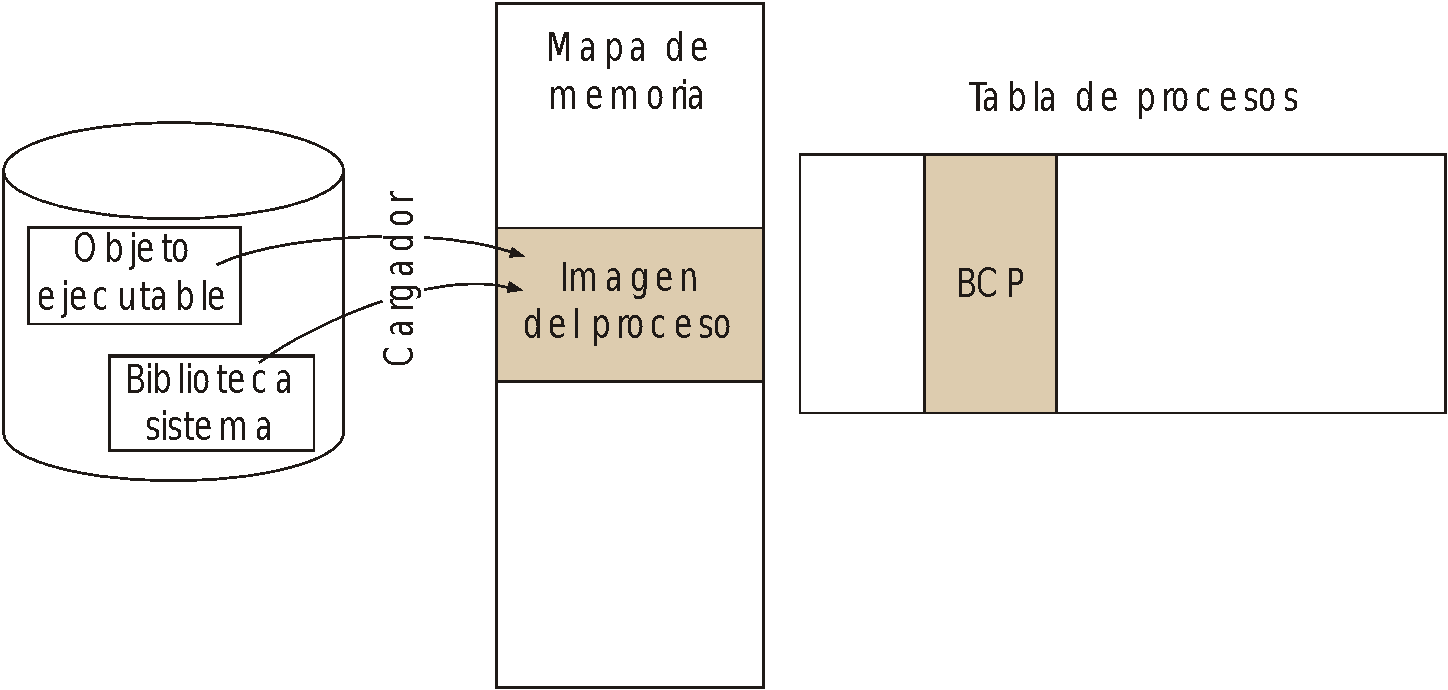 Mapa de
memoria
Tabla de procesos
Cargador
Objeto
ejecutable
Imagen
del proceso
BCP
Biblioteca
sistema